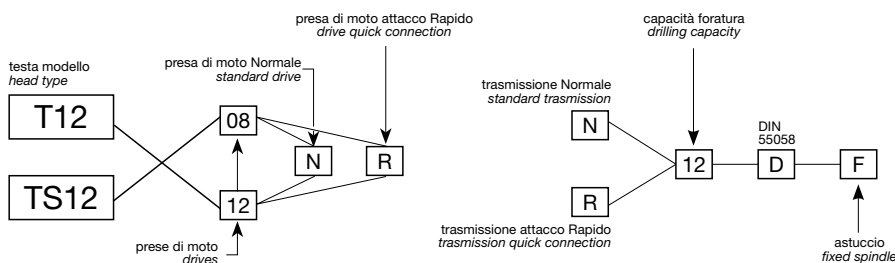 presa di moto attacco Rapido
drive quick connection
capacità foratura
drilling capacity
testa modello
head type
presa di moto Normale
standard drive
trasmissione Normale
standard trasmission
T12
08
N
DIN
55058
N
R
12
D
F
TS12
12
R
prese di moto
drives
trasmissione attacco Rapido
trasmission quick connection
astuccio
fixed spindle